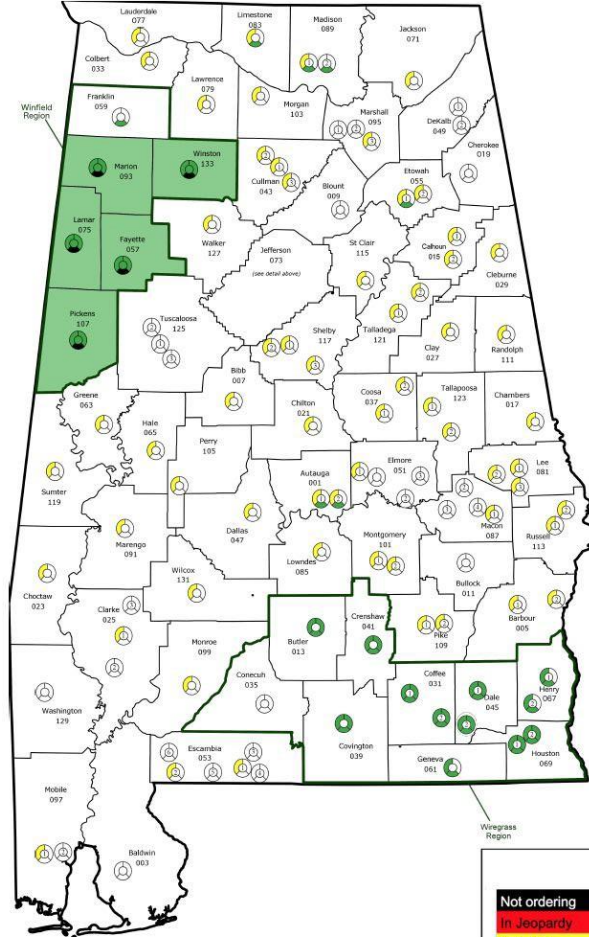 Lauderdale
077
Limestone
083
Madison
089
Jackson
071
Colbert
033
Lawrence
079
Franklin
059
Morgan
103
Marshall
095
DeKalb
049
Cherokee
019
Winfield
Region
Marion
093
Winston
133
Cullman
043
Blount
009
Etowah
055
Lamar
075
Fayette
057
Walker
127
Jefferson
073
(see detail above)
St Clair
115
Calhoun
015
Cleburne
029
Pickens
107
Tuscaloosa
125
Shelby
117
Talladega
121
Clay
027
Randolph
111
Bibb
007
Greene
063
Hale
065
Perry
105
Chilton
021
Coosa
037
Tallapoosa
123
Chambers
017
Sumter
119
Autauga
001
Elmore
051
Lee
081
Macon
087
Russell
113
Marengo
091
Dallas
047
Lowndes
085
Montgomery
101
Bullock
011
Choctaw
023
Wilcox
131
Clarke
025
Monroe
099
Butler
013
Crenshaw
041
Pike
109
Barbour
005
Conecuh
035
Coffee
031
Dale
045
Henry
067
Washington
129
Covington
039
Geneva
061
Houston
069
Escambia
053
Mobile
097
Baldwin
003
Wiregrass
Region
Not ordering
In Jeopardy